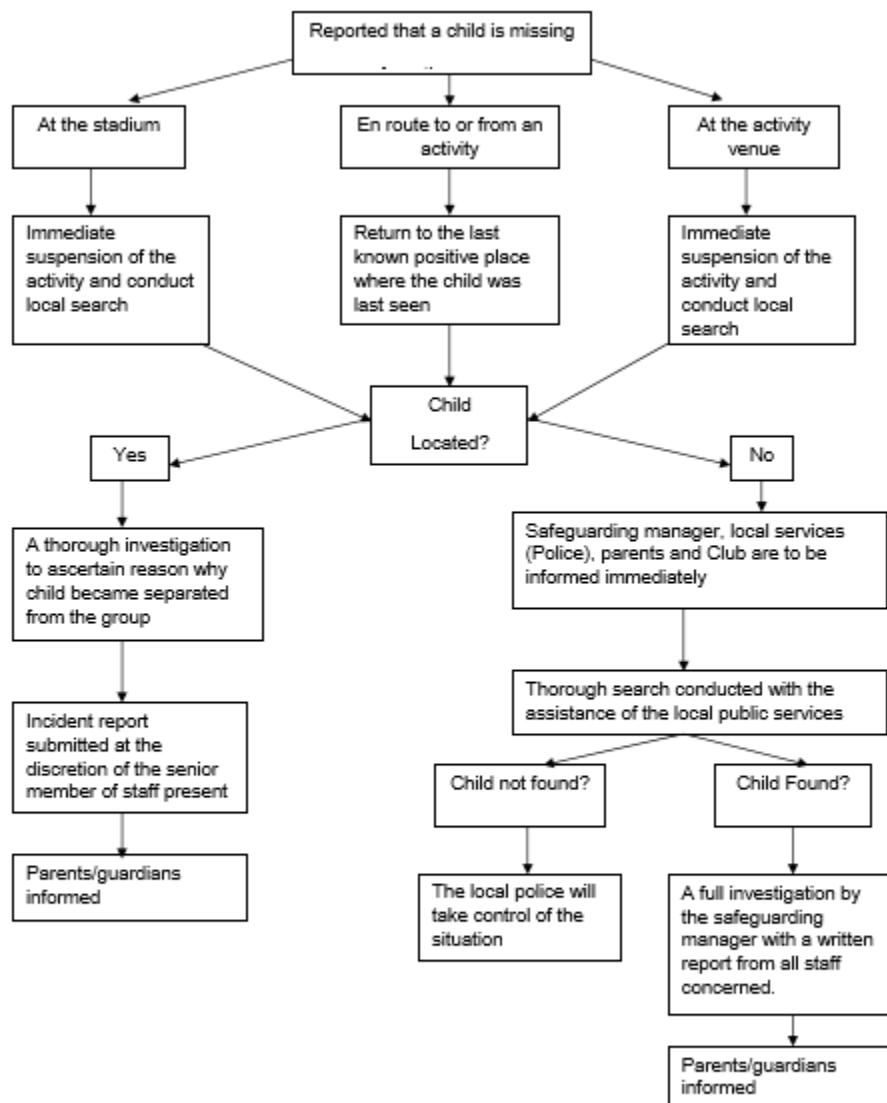 Reported that a child is missing
At the stadium
En route to or from an
activity
At the activity
venue
Immediate
suspension of the
activity and conduct
local search
Return to the last
known positive place
where the child was
last seen
Immediate
suspension of the
activity and
conduct local
search
Child
Located?
Yes
No
A thorough investigation
to ascertain reason why
child became separated
from the group
Safeguarding manager, local services
(Police), parents and Club are to be
informed immediately
Incident report
submitted at the
discretion of the senior
member of staff present
Thorough search conducted with the
assistance of the local public services
Parents/guardians
informed
Child not found?
Child Found?
The local police will
take control of the
situation
A full investigation by
the safeguarding
manager with a written
report from all staff
concerned.
Parents/guardians
informed